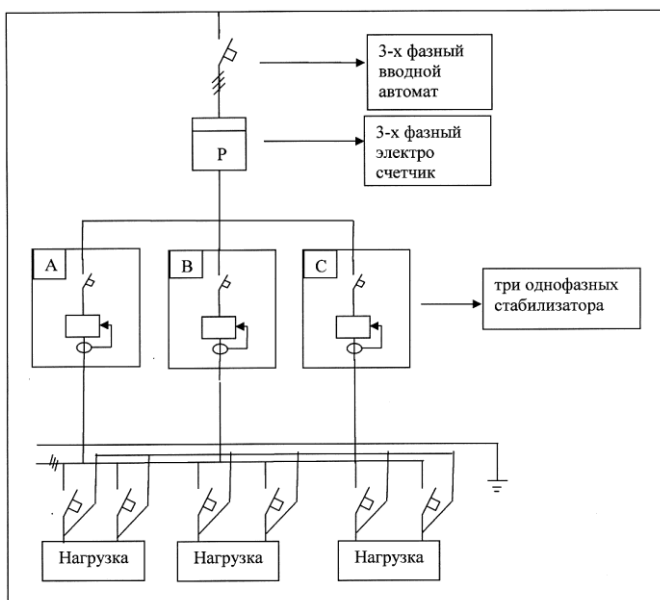 3-х фазный
вводной
автомат
3-х фазный
электро
счетчик
P
A
B
C
три однофазных
стабилизатора
Нагрузка
Нагрузка
Нагрузка